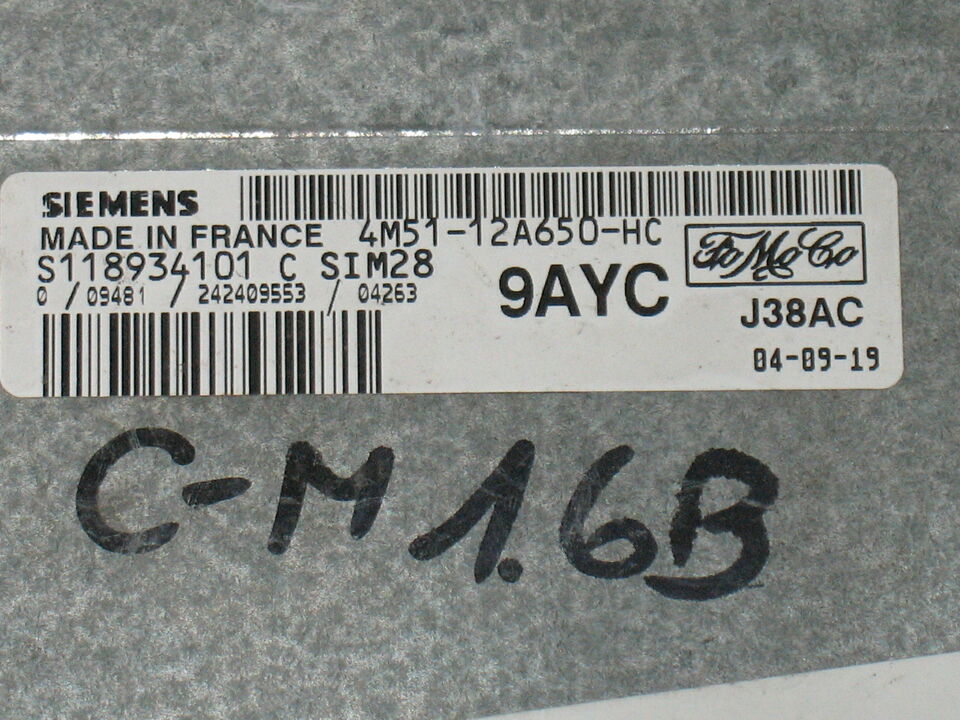 SIEMENS
MADE IN FRANCE 4M51-12A650-HC
S118934101 C SIM28
0 / 09481 / 242409553 / 04263
9AYC
FoMoCo
J38AC
04-09-19
C-M 1.6B